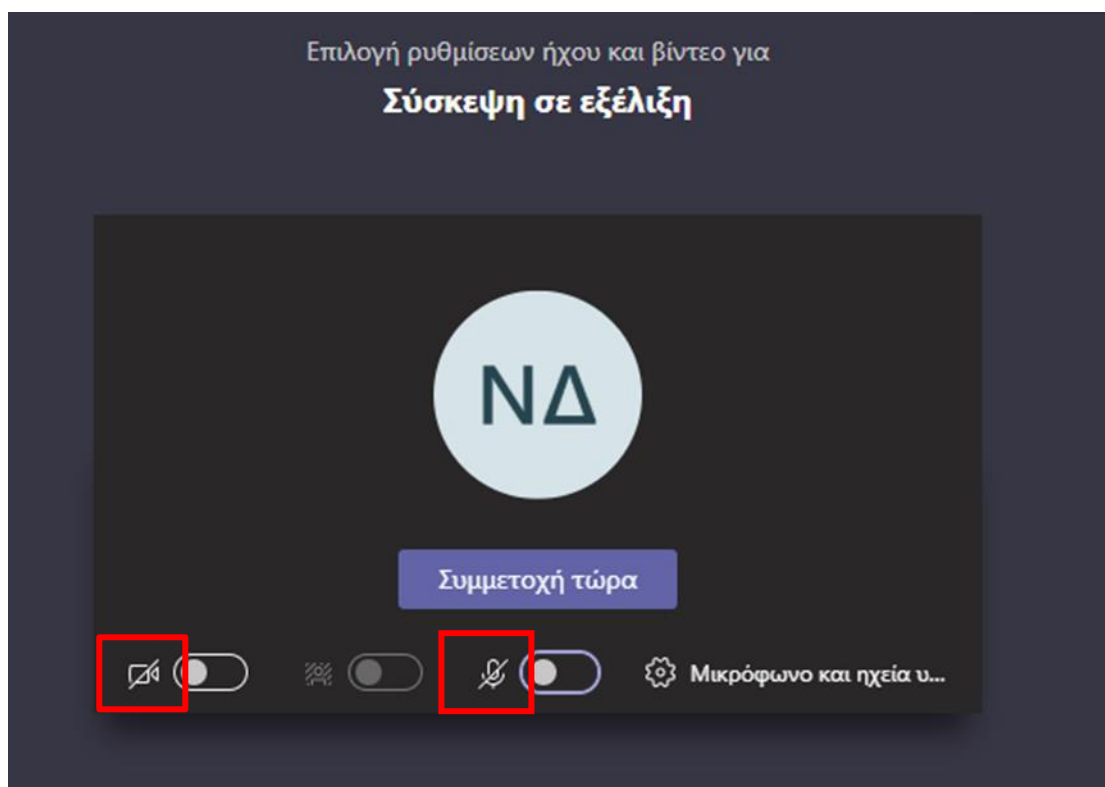 Επιλογή ρυθμίσεων ήχου και βίντεο για
Σύσκεψη σε εξέλιξη
ΝΔ
Συμμετοχή τώρα
Μικρόφωνο και ηχεία υ...